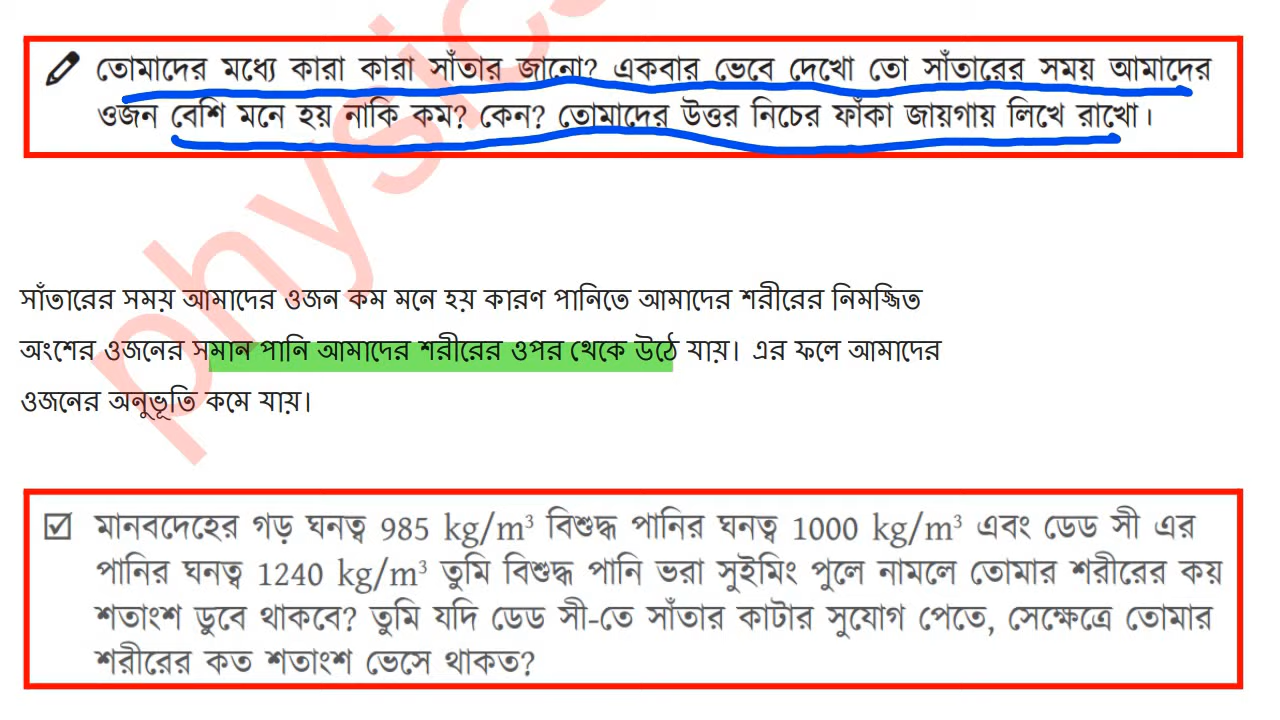 physics
তোমাদের মধ্যে কারা কারা সাঁতার জানো? একবার ভেবে দেখো তো সাঁতারের সময় আমাদের
ওজন বেশি মনে হয় নাকি কম? কেন? তোমাদের উত্তর নিচের ফাঁকা জায়গায় লিখে রাখো।
সাঁতারের সময় আমাদের ওজন কম মনে হয় কারণ পানিতে আমাদের শরীরের নিমজ্জিত
অংশের ওজনের সমান পানি আমাদের শরীরের ওপর থেকে উঠে যায়। এর ফলে আমাদের
ওজনের অনুভূতি কমে যায়।
মানবদেহের গড় ঘনত্ব 985 kg/m³ বিশুদ্ধ পানির ঘনত্ব 1000 kg/m³ এবং ডেড সী এর
পানির ঘনত্ব 1240 kg/m³ তুমি বিশুদ্ধ পানি ভরা সুইমিং পুলে নামলে তোমার শরীরের কয়
শতাংশ ডুবে থাকবে? তুমি যদি ডেড সী-তে সাঁতার কাটার সুযোগ পেতে, সেক্ষেত্রে তোমার
শরীরের কত শতাংশ ভেসে থাকত?